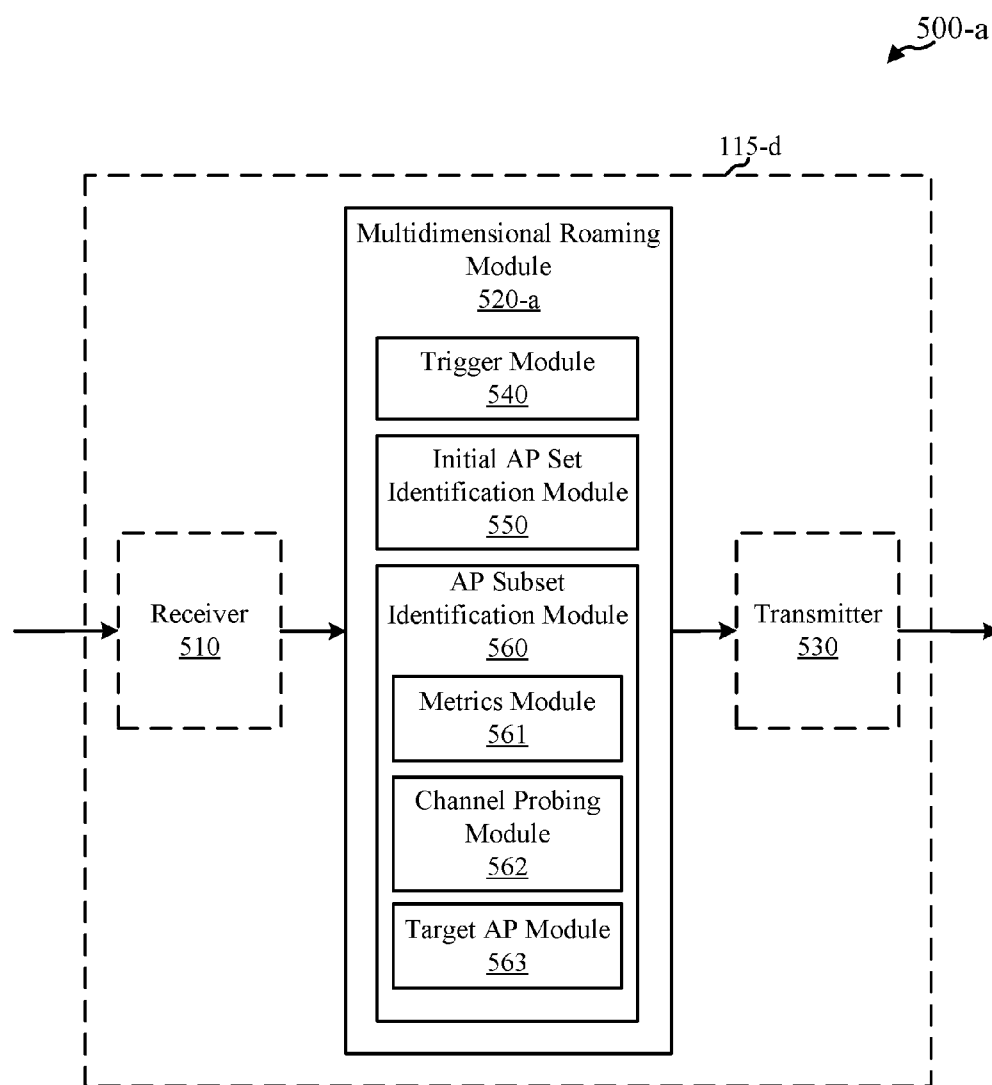 500-a
115-d
Multidimensional Roaming
Module
520-a
Trigger Module
540
Initial AP Set
Identification Module
550
AP Subset
Identification Module
560
Metrics Module
561
Channel Probing
Module
562
Target AP Module
563
Receiver
510
Transmitter
530